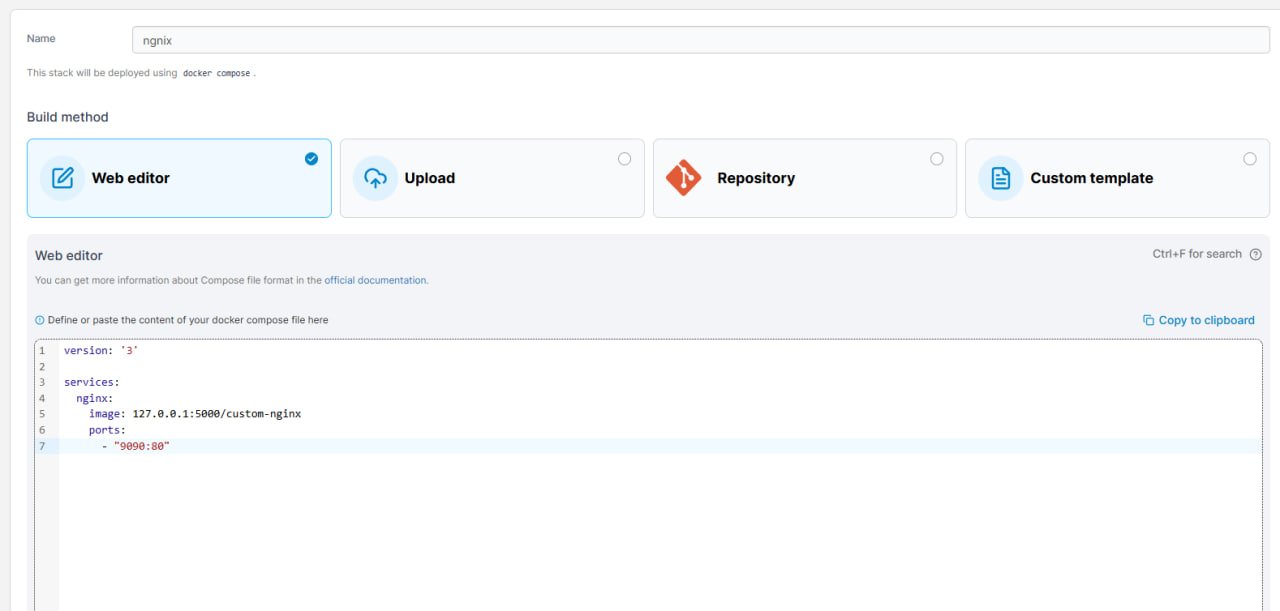 Name
ngnix
This stack will be deployed using docker compose .
Build method
Web editor
Upload
Repository
Custom template
Web editor
Ctrl+F for search
You can get more information about Compose file format in the official documentation.
Define or paste the content of your docker compose file here
Copy to clipboard
1 version: '3'
2
3 services:
4   nginx:
5     image: 127.0.0.1:5000/custom-nginx
6     ports:
7       - "9090:80"